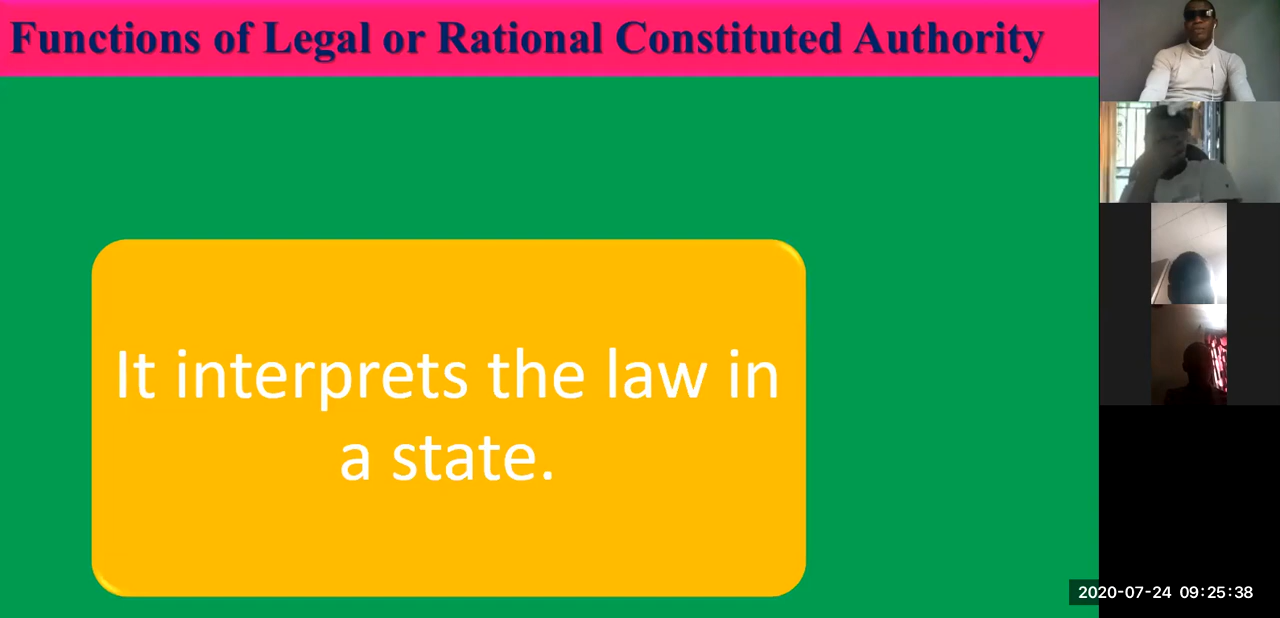 Functions of Legal or Rational Constituted Authority
It interprets the law in
a state.
2020-07-24 09:25:38